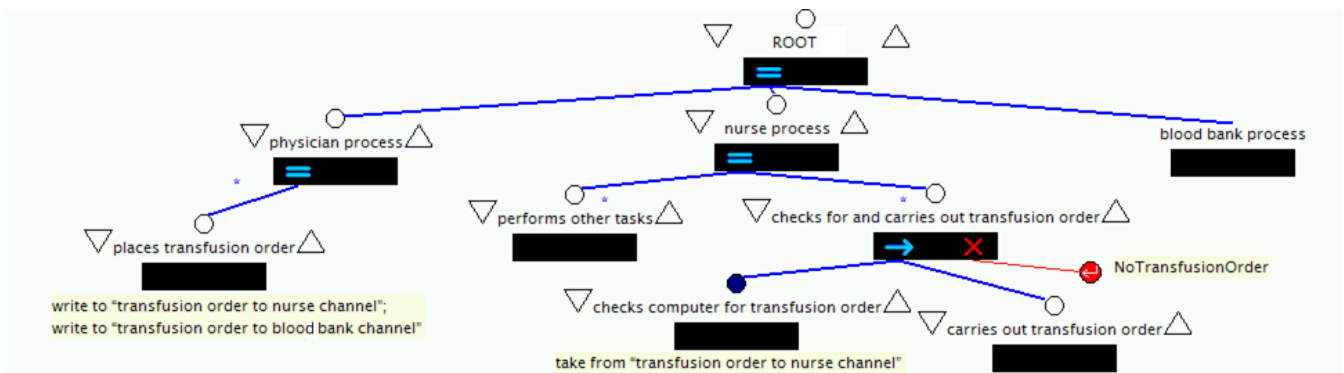 ROOT
physician process
nurse process
blood bank process
*
*
*
places transfusion order
performs other tasks
checks for and carries out transfusion order
NoTransfusionOrder
write to “transfusion order to nurse channel”;
write to “transfusion order to blood bank channel”
checks computer for transfusion order
carries out transfusion order
take from “transfusion order to nurse channel”